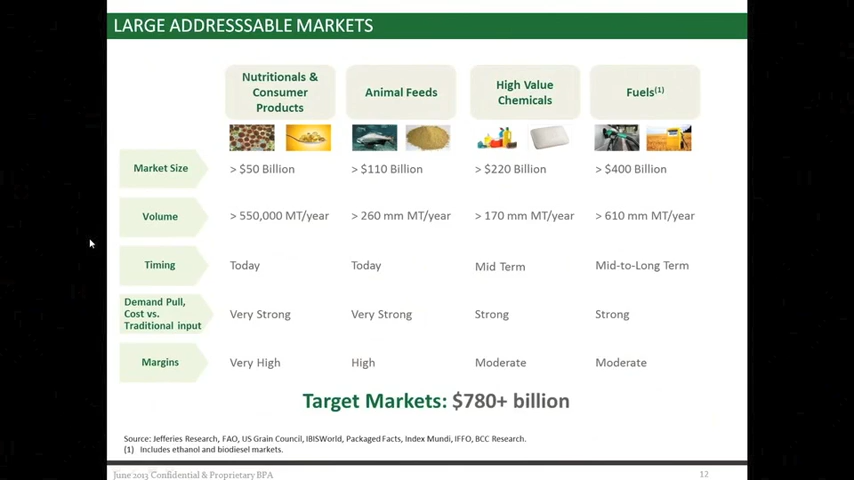 LARGE ADDRESSSABLE MARKETS
Nutritionals &
Consumer
Products
Animal Feeds
High Value
Chemicals
Fuels(1)
Market Size
> $50 Billion
> $110 Billion
> $220 Billion
> $400 Billion
Volume
> 550,000 MT/year
> 260 mm MT/year
> 170 mm MT/year
> 610 mm MT/year
Timing
Today
Today
Mid Term
Mid-to-Long Term
Demand Pull,
Cost vs.
Traditional input
Very Strong
Very Strong
Strong
Strong
Margins
Very High
High
Moderate
Moderate
Target Markets: $780+ billion
Source: Jefferies Research, FAO, US Grain Council, IBISWorld, Packaged Facts, Index Mundi, IFFO, BCC Research.
(1) Includes ethanol and biodiesel markets.
June 2013 Confidential & Proprietary BPA
12